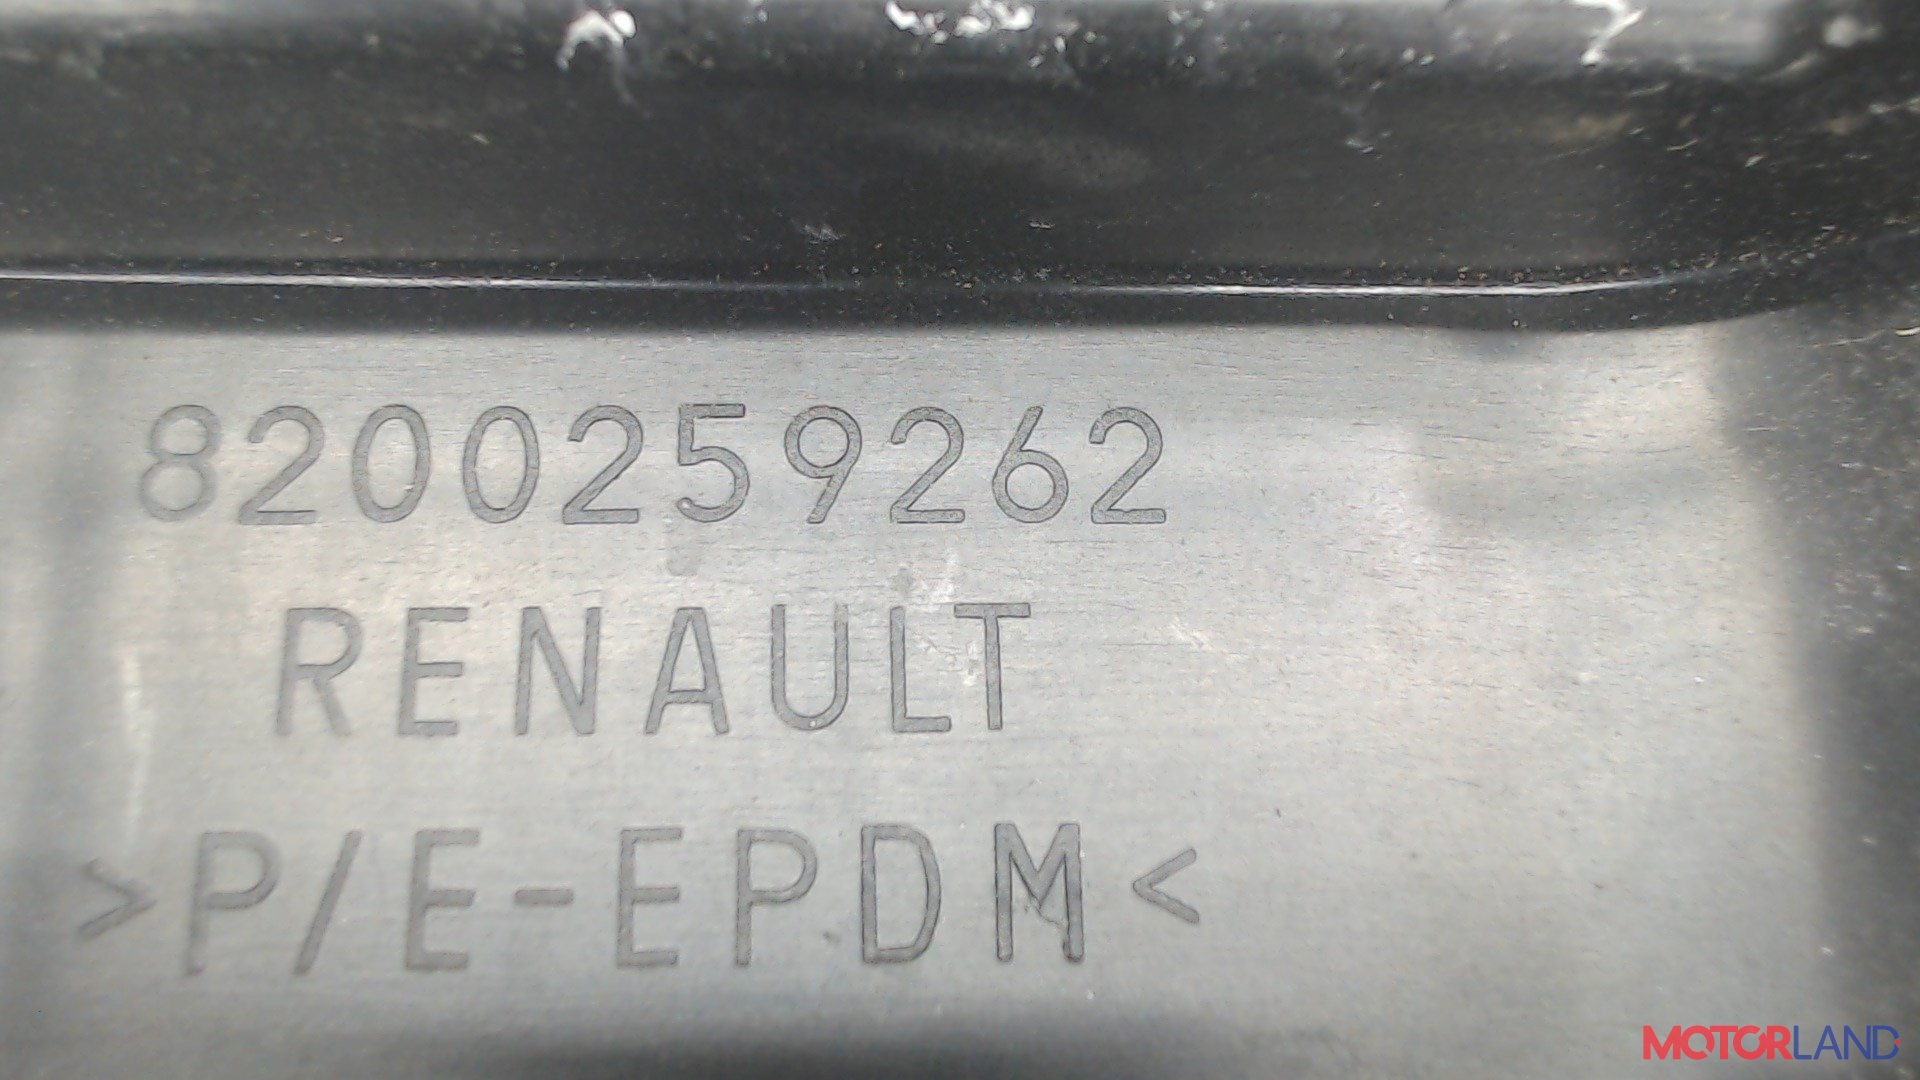 8200259262
RENAULT
>P/E-EPDM<
MOTORLAND